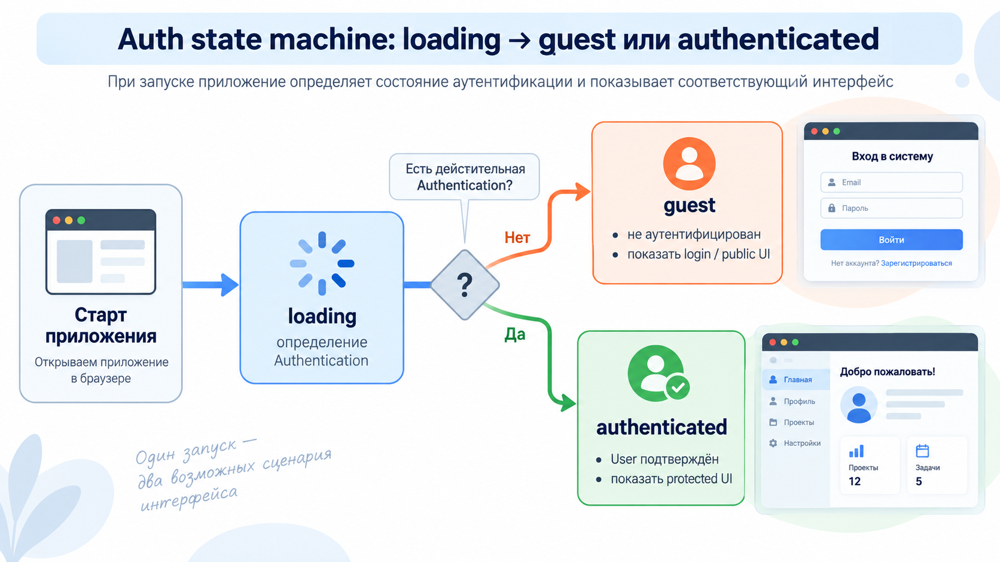 Auth state machine: loading → guest или authenticated
При запуске приложение определяет состояние аутентификации и показывает соответствующий интерфейс
Старт
приложения
Открываем приложение
в браузере
loading
определение
Authentication
Есть дейстительная
Authentication?
?
Нет
Да
guest
• не аутентифицирован
• показать login / public UI
Вход в систему
Email
Пароль
Войти
Нет аккаунта? Зарегистрироваться
authenticated
• User подтверждён
• показать protected UI
Главная
Профиль
Проекты
Настройки
Добро пожаловать!
Проекты
12
Задачи
5
Один запуск —
два возможных сценария
интерфейса